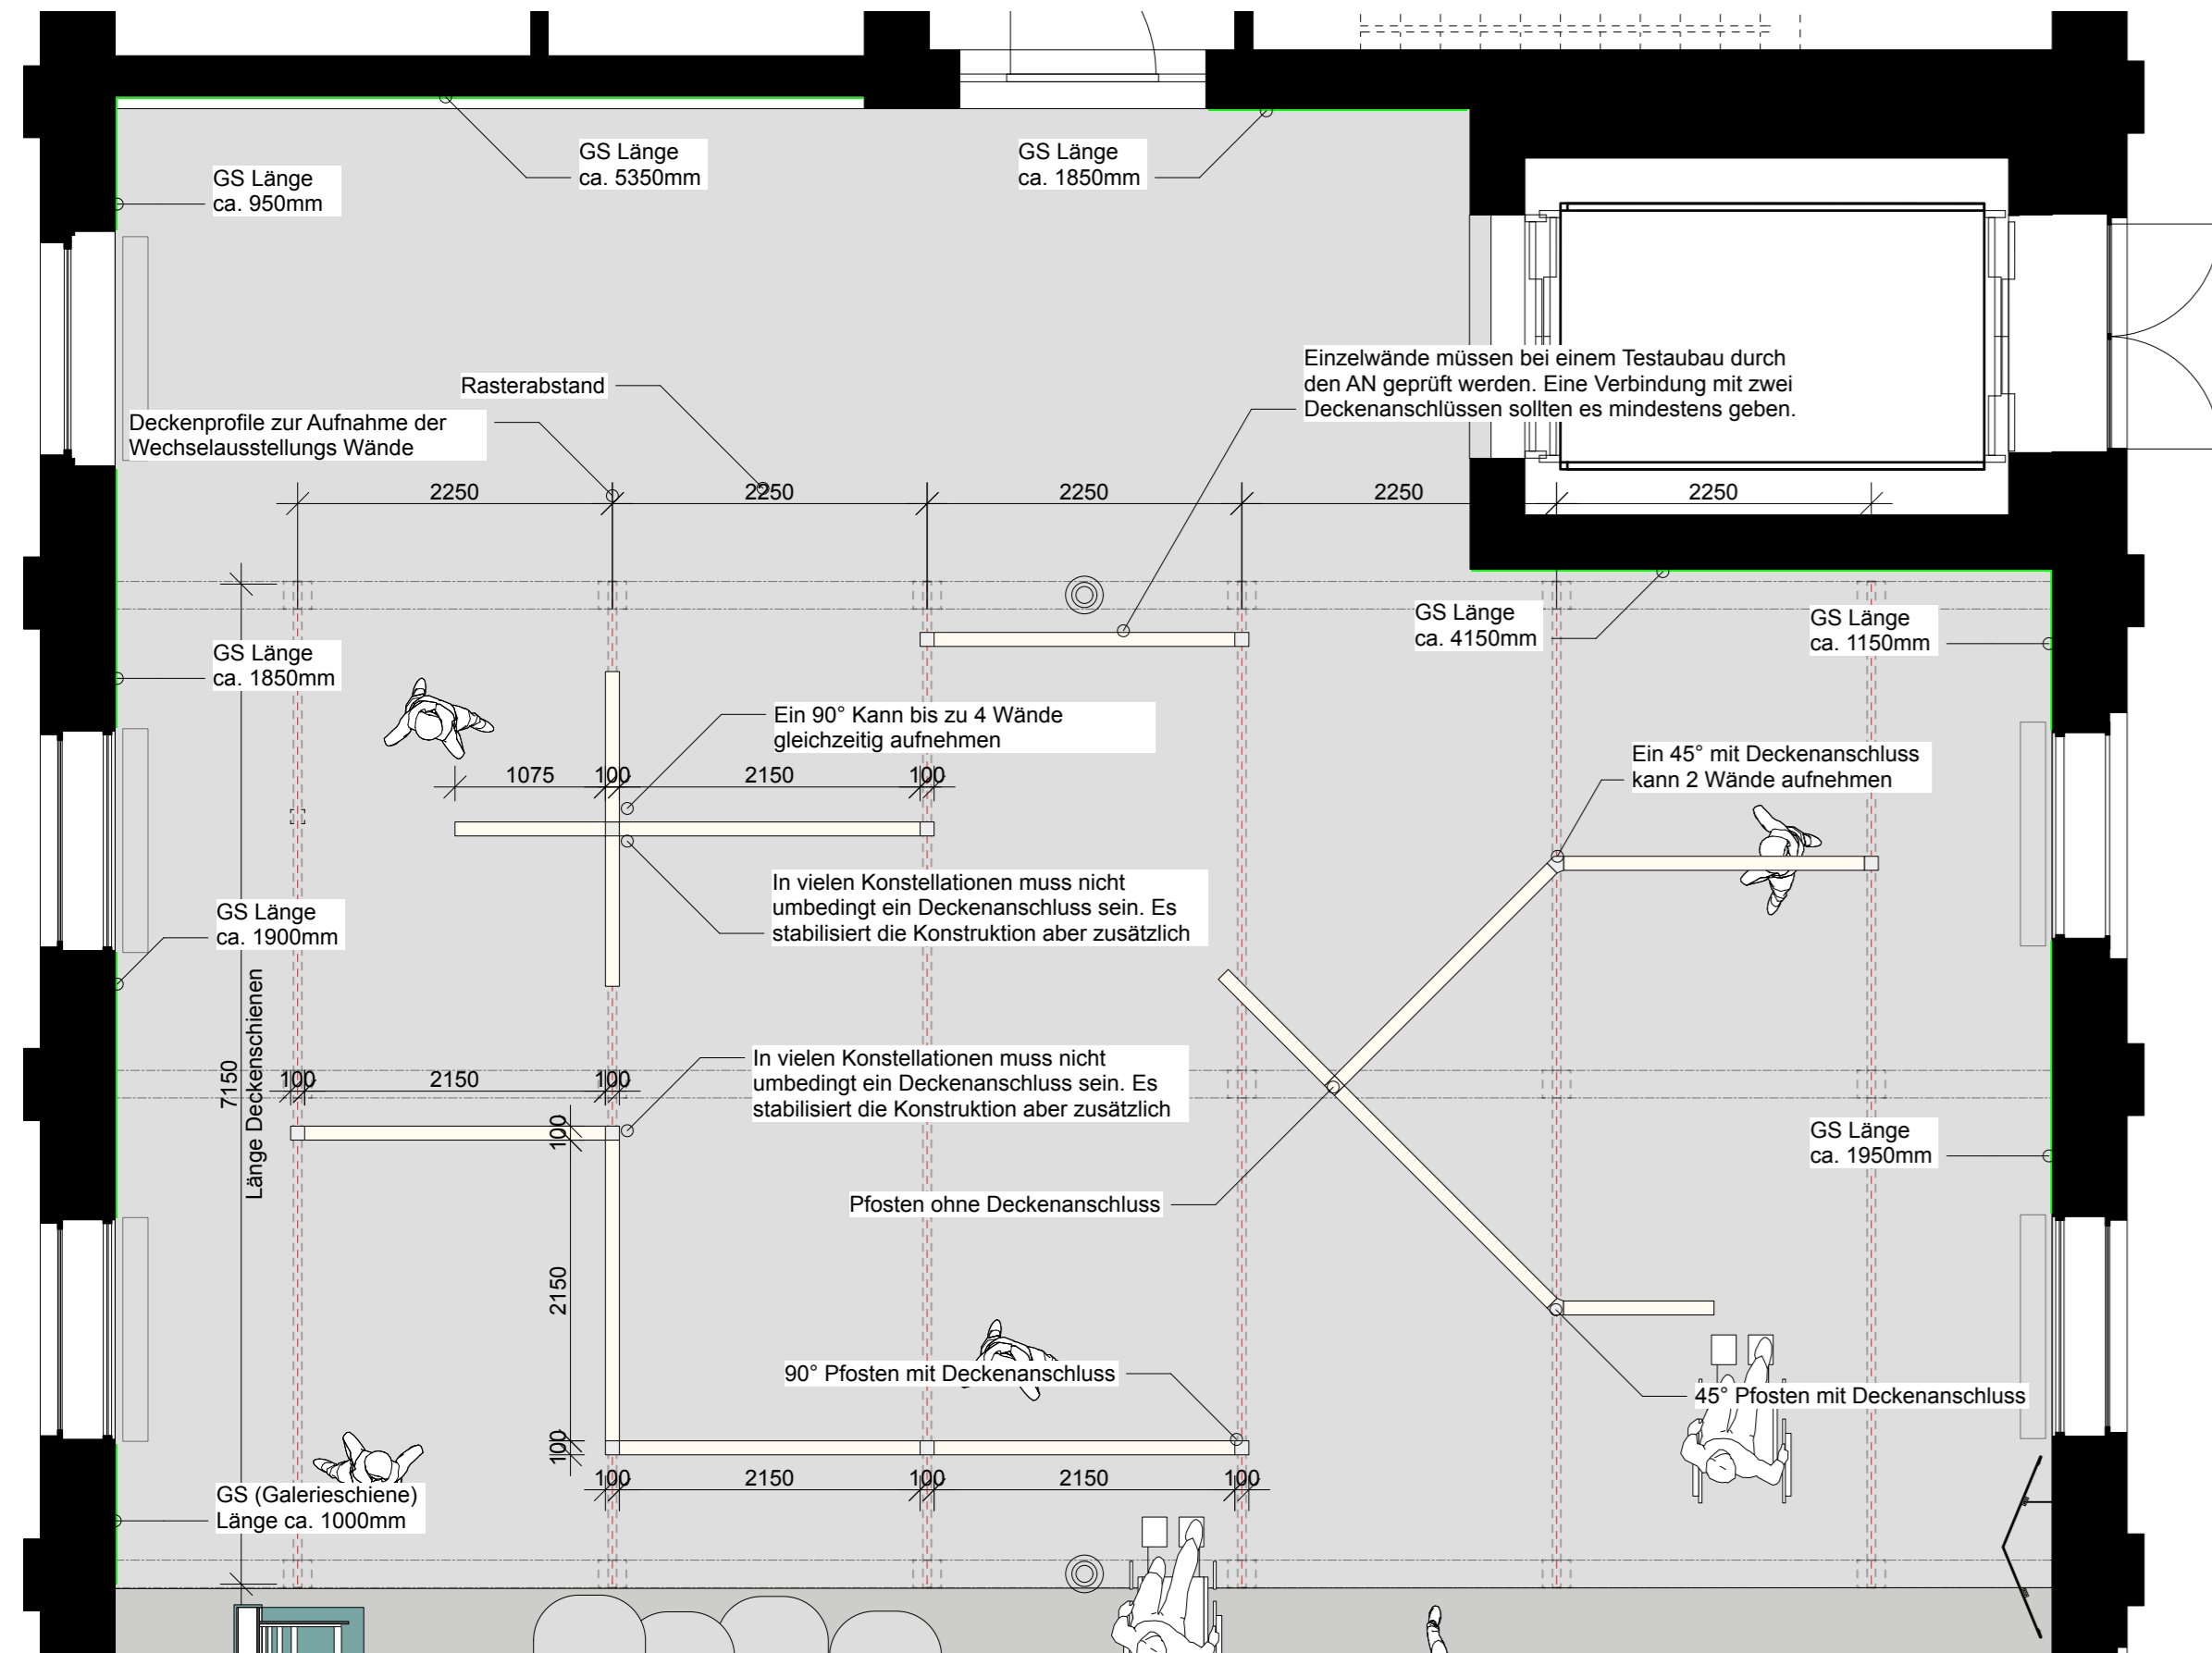 GS Länge
ca. 5350mm
GS Länge
ca. 1850mm
GS Länge
ca. 950mm
Einzelwände müssen bei einem Testaubau durch
den AN geprüft werden. Eine Verbindung mit zwei
Deckenanschlüssen sollten es mindestens geben.
Rasterabstand
Deckenprofile zur Aufnahme der
Wechselausstellungs Wände
2250
2250
2250
2250
2250
GS Länge
ca. 4150mm
GS Länge
ca. 1150mm
GS Länge
ca. 1850mm
Ein 90° Kann bis zu 4 Wände
gleichzeitig aufnehmen
Ein 45° mit Deckenanschluss
kann 2 Wände aufnehmen
1075
100
2150
100
In vielen Konstellationen muss nicht
umbedingt ein Deckenanschluss sein. Es
stabilisiert die Konstruktion aber zusätzlich
GS Länge
ca. 1900mm
7150
Länge Deckenschienen
In vielen Konstellationen muss nicht
umbedingt ein Deckenanschluss sein. Es
stabilisiert die Konstruktion aber zusätzlich
100
2150
100
100
2150
100
GS Länge
ca. 1950mm
Pfosten ohne Deckenanschluss
90° Pfosten mit Deckenanschluss
45° Pfosten mit Deckenanschluss
100
2150
100
2150
100
GS (Galerieschiene)
Länge ca. 1000mm